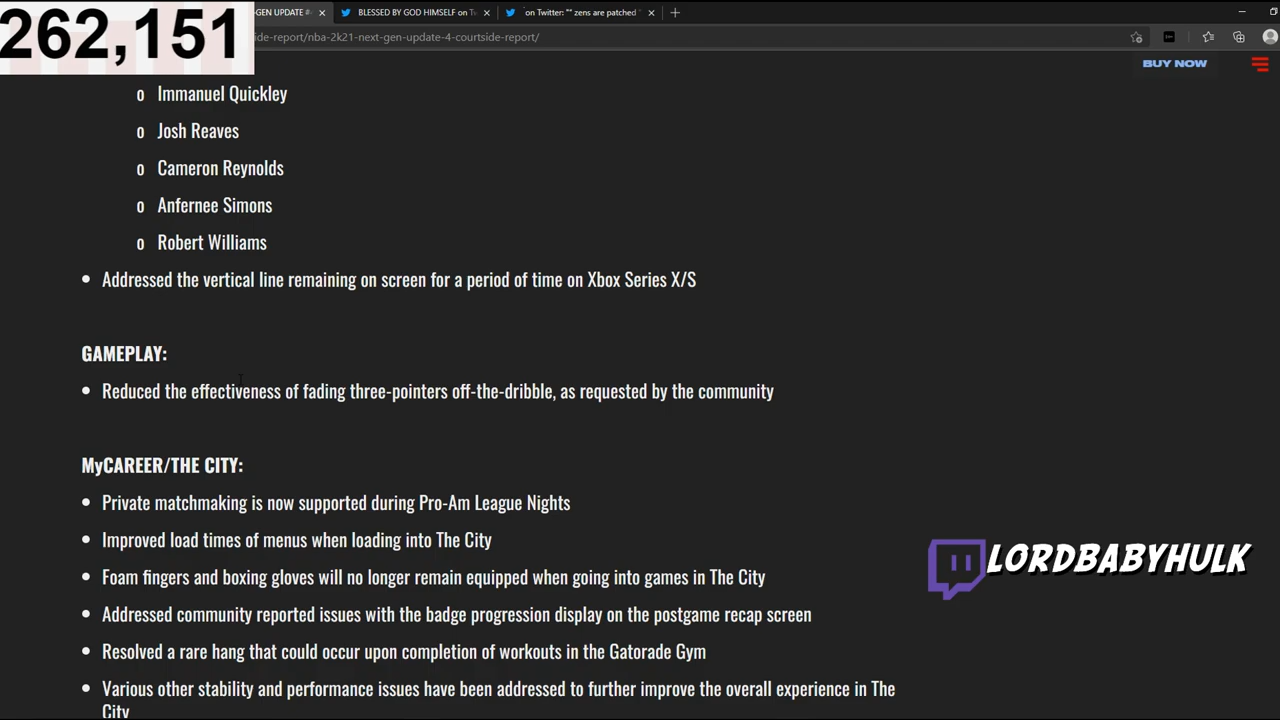 262,151
-GEN UPDATE #
BLESSED BY GOD HIMSELF on Tw
on Twitter: "" zens are patched
side-report/nba-2k21-next-gen-update-4-courtside-report/
BUY NOW
o Immanuel Quickley
o Josh Reaves
o Cameron Reynolds
o Anfernee Simons
o Robert Williams
• Addressed the vertical line remaining on screen for a period of time on Xbox Series X/S
GAMEPLAY:
• Reduced the effectiveness of fading three-pointers off-the-dribble, as requested by the community
MyCAREER/THE CITY:
• Private matchmaking is now supported during Pro-Am League Nights
• Improved load times of menus when loading into The City
• Foam fingers and boxing gloves will no longer remain equipped when going into games in The City
• Addressed community reported issues with the badge progression display on the postgame recap screen
• Resolved a rare hang that could occur upon completion of workouts in the Gatorade Gym
• Various other stability and performance issues have been addressed to further improve the overall experience in The
City
LORDBABYHULK